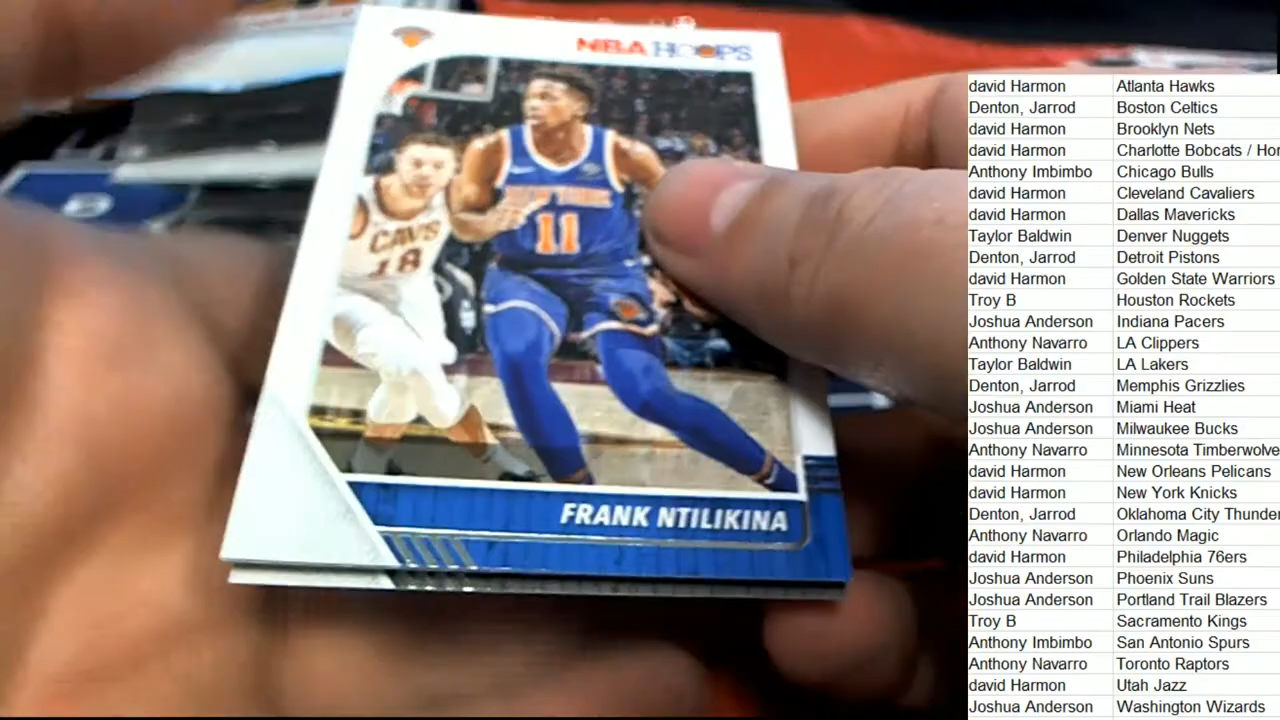 NBA HOOPS
NEW YORK
11
CAVS
18
FRANK NTILIKINA
david Harmon Atlanta Hawks
Denton, Jarrod Boston Celtics
david Harmon Brooklyn Nets
david Harmon Charlotte Bobcats / Hor
Anthony Imbimbo Chicago Bulls
david Harmon Cleveland Cavaliers
david Harmon Dallas Mavericks
Taylor Baldwin Denver Nuggets
Denton, Jarrod Detroit Pistons
david Harmon Golden State Warriors
Troy B Houston Rockets
Joshua Anderson Indiana Pacers
Anthony Navarro LA Clippers
Taylor Baldwin LA Lakers
Denton, Jarrod Memphis Grizzlies
Joshua Anderson Miami Heat
Joshua Anderson Milwaukee Bucks
Anthony Navarro Minnesota Timberwolve
david Harmon New Orleans Pelicans
david Harmon New York Knicks
Denton, Jarrod Oklahoma City Thunder
Anthony Navarro Orlando Magic
david Harmon Philadelphia 76ers
Joshua Anderson Phoenix Suns
Joshua Anderson Portland Trail Blazers
Troy B Sacramento Kings
Anthony Imbimbo San Antonio Spurs
Anthony Navarro Toronto Raptors
david Harmon Utah Jazz
Joshua Anderson Washington Wizards